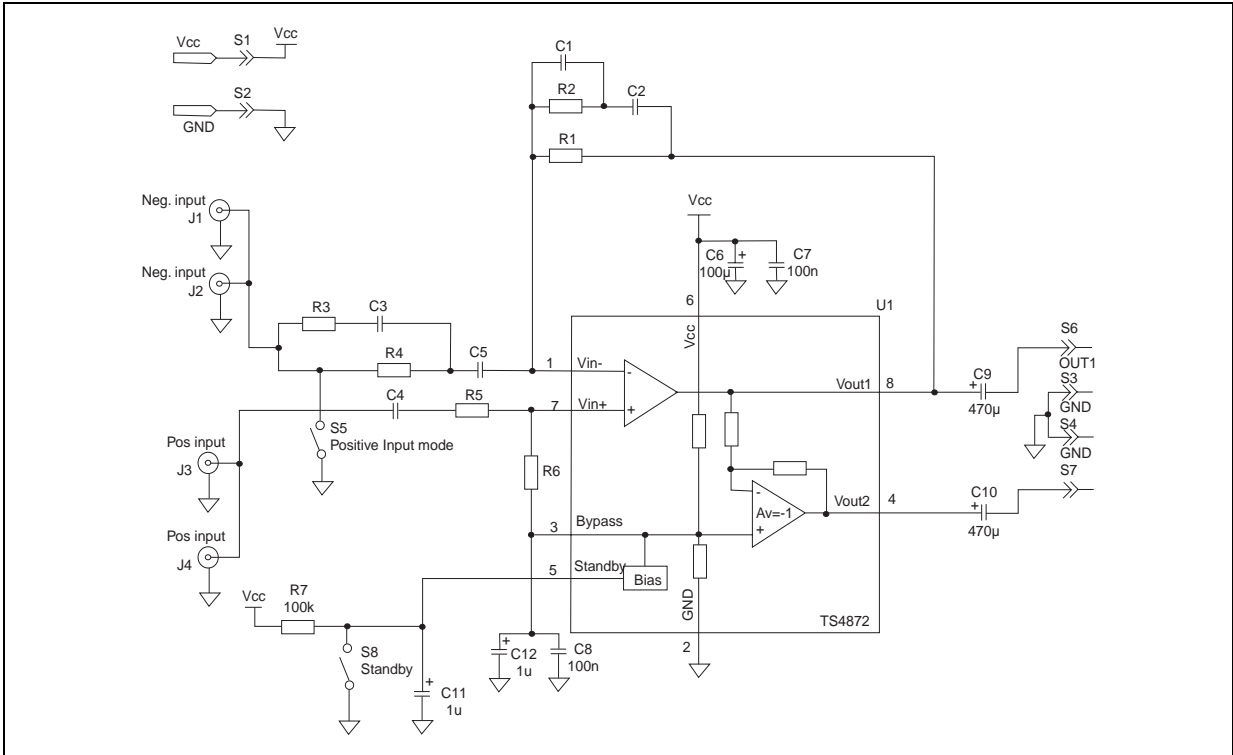 Vcc
S1
Vcc
S2
GND
C1
R2
C2
R1
Neg. input
J1
Neg. input
J2
Vcc
C6
+
100µ
C7
100n
6
U1
Vcc
R3
C3
R4
C5
1
Vin-
-
Vout1
8
S6
OUT1
C9
+
470µ
S3
GND
S4
GND
S7
C4
R5
7
Vin+
+
S5
Positive Input mode
Pos input
J3
R6
-
Av=-1
+
Vout2
4
C10
+
470µ
3
Bypass
Pos input
J4
5
Standby
Bias
GND
TS4872
2
Vcc
R7
100k
S8
Standby
+
C11
1u
+
C12
1u
C8
100n